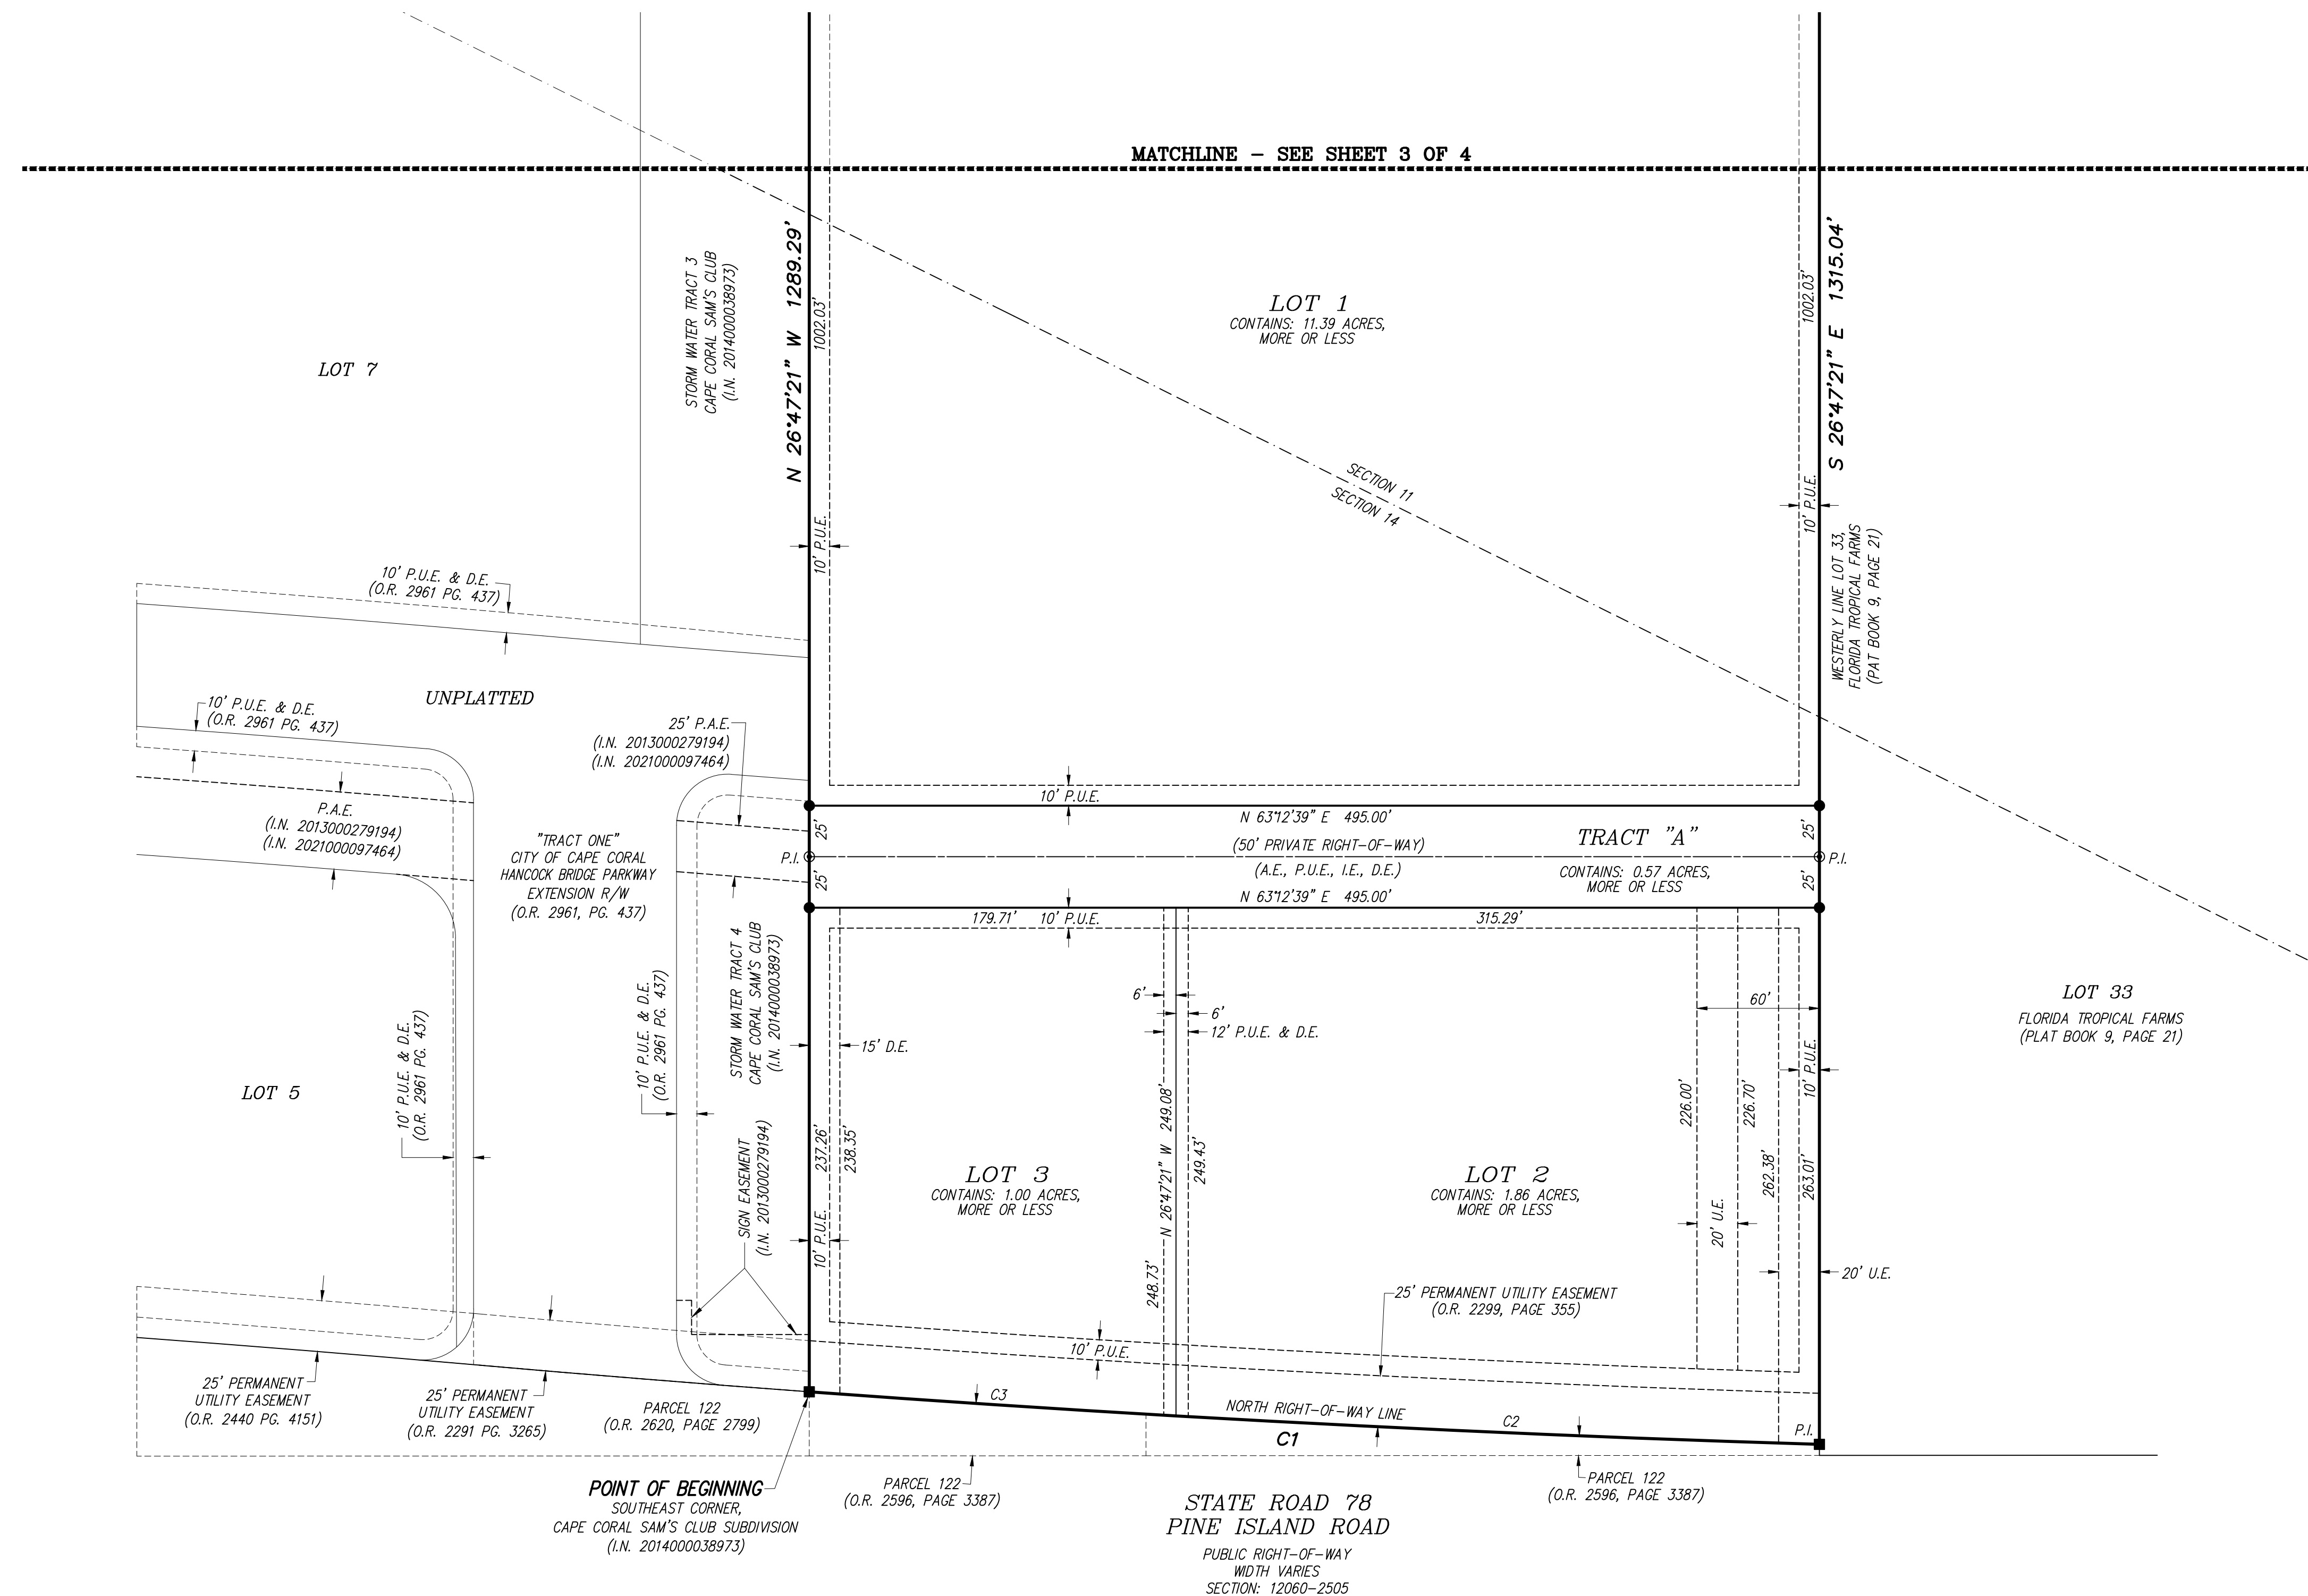 MATCHLINE – SEE SHEET 3 OF 4
N 26°47'21" W 1289.29'
1002.03'
STORM WATER TRACT 3
CAPE CORAL SAM'S CLUB
(I.N. 2014000038973)
LOT 1
CONTAINS: 11.39 ACRES,
MORE OR LESS
1002.03'
S 26°47'21" E 1315.04'
LOT 7
SECTION 11
SECTION 14
10' P.U.E.
10' P.U.E.
WESTERLY LINE LOT 33,
FLORIDA TROPICAL FARMS
(PAT BOOK 9, PAGE 21)
10' P.U.E. & D.E.
(O.R. 2961 PG. 437)
UNPLATTED
10' P.U.E. & D.E.
(O.R. 2961 PG. 437)
25' P.A.E.
(I.N. 2013000279194)
(I.N. 2021000097464)
P.A.E.
(I.N. 2013000279194)
(I.N. 2021000097464)
"TRACT ONE"
CITY OF CAPE CORAL
HANCOCK BRIDGE PARKWAY
EXTENSION R/W
(O.R. 2961, PG. 437)
10' P.U.E.
N 63°12'39" E 495.00'
25'
(50' PRIVATE RIGHT-OF-WAY)
TRACT "A"
25'
P.I.
P.I.
(A.E., P.U.E., I.E., D.E.)
CONTAINS: 0.57 ACRES,
MORE OR LESS
25'
25'
N 63°12'39" E 495.00'
179.71'
10' P.U.E.
315.29'
STORM WATER TRACT 4
CAPE CORAL SAM'S CLUB
(I.N. 2014000038973)
10' P.U.E. & D.E.
(O.R. 2961 PG. 437)
10' P.U.E. & D.E.
(O.R. 2961 PG. 437)
LOT 5
6'
6'
12' P.U.E. & D.E.
15' D.E.
60'
LOT 33
FLORIDA TROPICAL FARMS
(PLAT BOOK 9, PAGE 21)
10' P.U.E.
SIGN EASEMENT
(I.N. 2013000279194)
237.26'
238.35'
10' P.U.E.
LOT 3
CONTAINS: 1.00 ACRES,
MORE OR LESS
N 26°47'21" W 249.08'
249.43'
248.73'
LOT 2
CONTAINS: 1.86 ACRES,
MORE OR LESS
226.00'
226.70'
20' U.E.
262.38'
263.01'
20' U.E.
25' PERMANENT UTILITY EASEMENT
(O.R. 2299, PAGE 355)
10' P.U.E.
25' PERMANENT
UTILITY EASEMENT
(O.R. 2440 PG. 4151)
25' PERMANENT
UTILITY EASEMENT
(O.R. 2291 PG. 3265)
PARCEL 122
(O.R. 2620, PAGE 2799)
C3
NORTH RIGHT-OF-WAY LINE
C2
P.I.
C1
POINT OF BEGINNING
SOUTHEAST CORNER,
CAPE CORAL SAM'S CLUB SUBDIVISION
(I.N. 2014000038973)
PARCEL 122
(O.R. 2596, PAGE 3387)
PARCEL 122
(O.R. 2596, PAGE 3387)
STATE ROAD 78
PINE ISLAND ROAD
PUBLIC RIGHT-OF-WAY
WIDTH VARIES
SECTION: 12060-2505